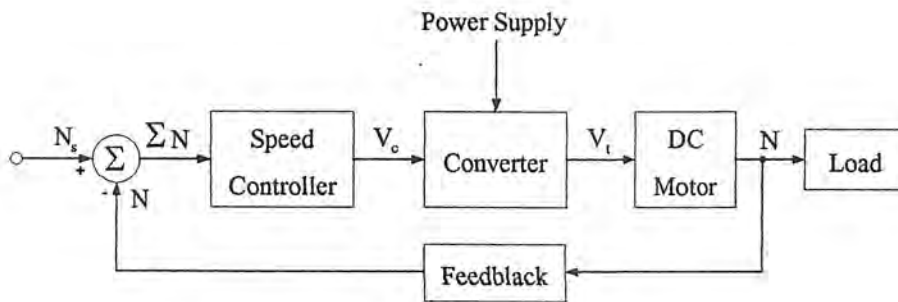 Power Supply
N_s
+
Σ
-
N
ΣN
Speed
Controller
V_c
Converter
V_t
DC
Motor
N
Load
Feedblack